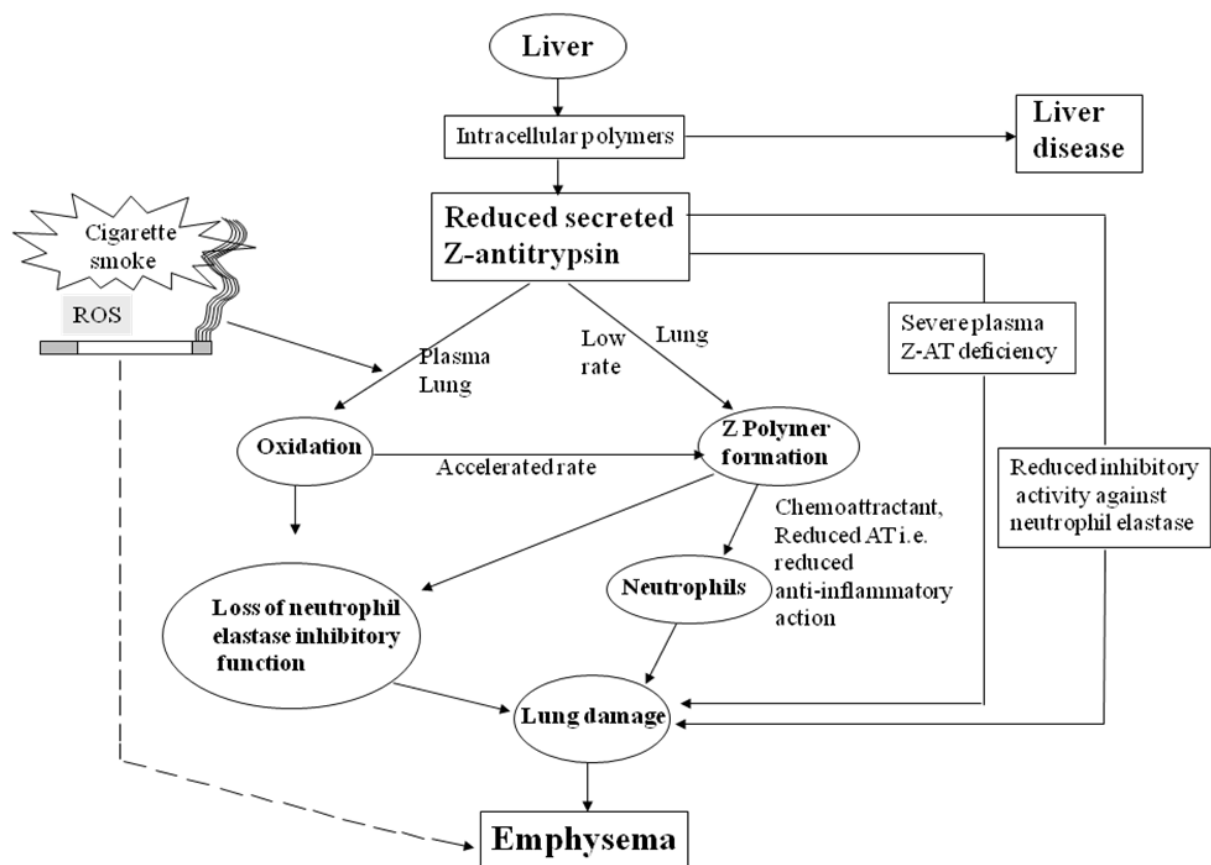 Liver
Intracellular polymers
Liver
disease
Reduced secreted
Z-antitrypsin
Cigarette
smoke
ROS
Plasma
Lung
Low
rate
Lung
Severe plasma
Z-AT deficiency
Oxidation
Accelerated rate
Z Polymer
formation
Reduced inhibitory
activity against
neutrophil elastase
Chemoattractant,
Reduced AT i.e.
reduced
anti-inflammatory
action
Neutrophils
Loss of neutrophil
elastase inhibitory
function
Lung damage
Emphysema